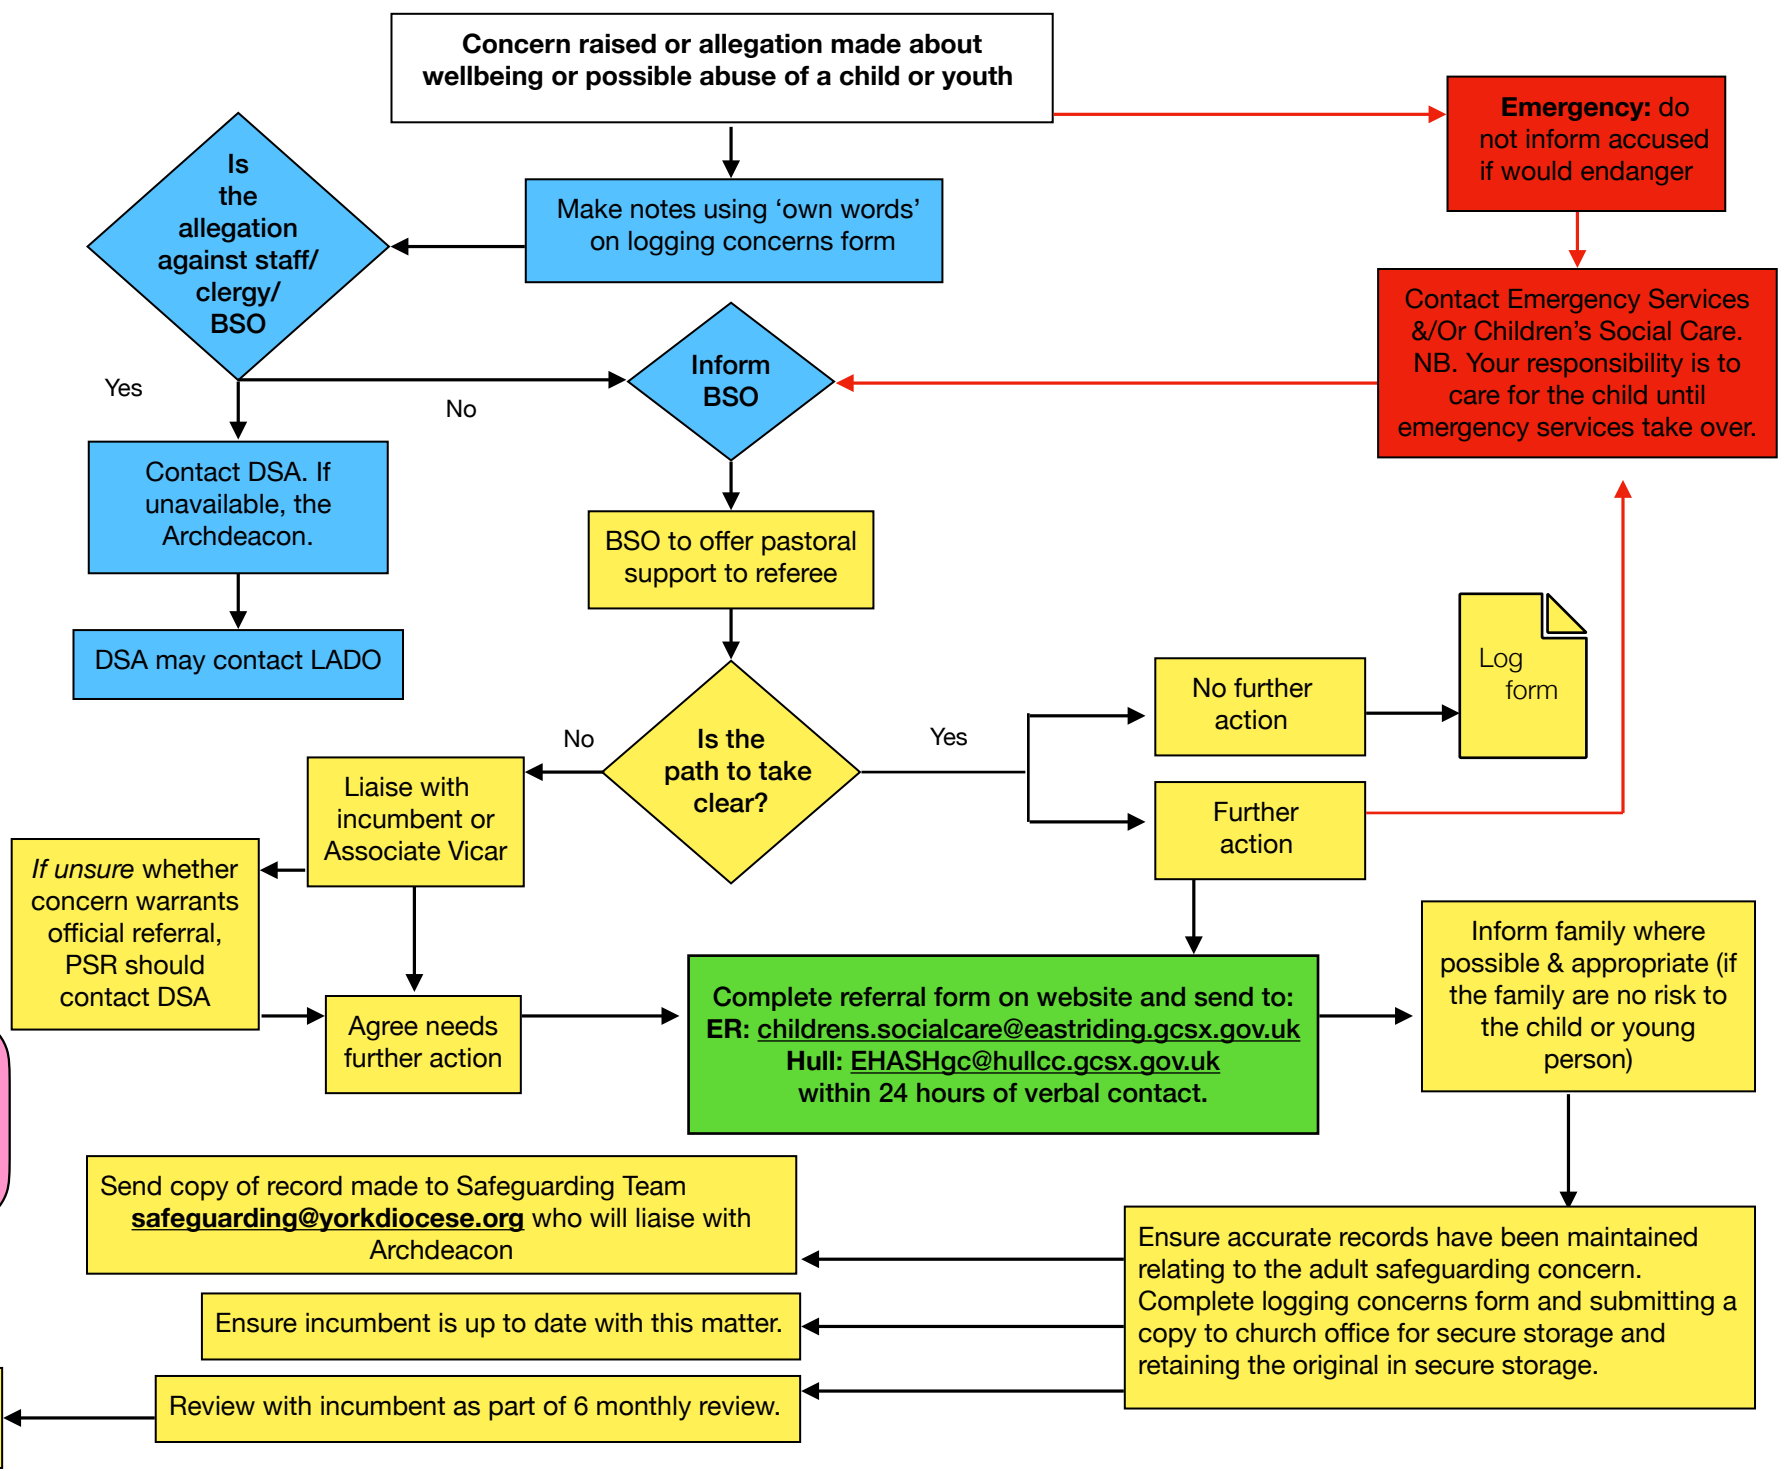 Concern raised or allegation made about
wellbeing or possible abuse of a child or youth
Emergency: do
not inform accused
if would endanger
Is
the
allegation
against staff/
clergy/
BSO
Make notes using ‘own words’
on logging concerns form
Contact Emergency Services
&/Or Children’s Social Care.
NB. Your responsibility is to
care for the child until
emergency services take over.
Inform
BSO
Yes
No
Contact DSA. If
unavailable, the
Archdeacon.
BSO to offer pastoral
support to referee
DSA may contact LADO
Log
form
No further
action
No
Is the
path to take
clear?
Yes
Liaise with
incumbent or
Associate Vicar
Further
action
If unsure whether
concern warrants
official referral,
PSR should
contact DSA
Agree needs
further action
Complete referral form on website and send to:
ER: childrens.socialcare@eastriding.gcsx.gov.uk
Hull: EHASHgc@hullcc.gcsx.gov.uk
within 24 hours of verbal contact.
Inform family where
possible & appropriate (if
the family are no risk to
the child or young
person)
Send copy of record made to Safeguarding Team
safeguarding@yorkdiocese.org who will liaise with
Archdeacon
Ensure accurate records have been maintained
relating to the adult safeguarding concern.
Complete logging concerns form and submitting a
copy to church office for secure storage and
retaining the original in secure storage.
Ensure incumbent is up to date with this matter.
Review with incumbent as part of 6 monthly review.